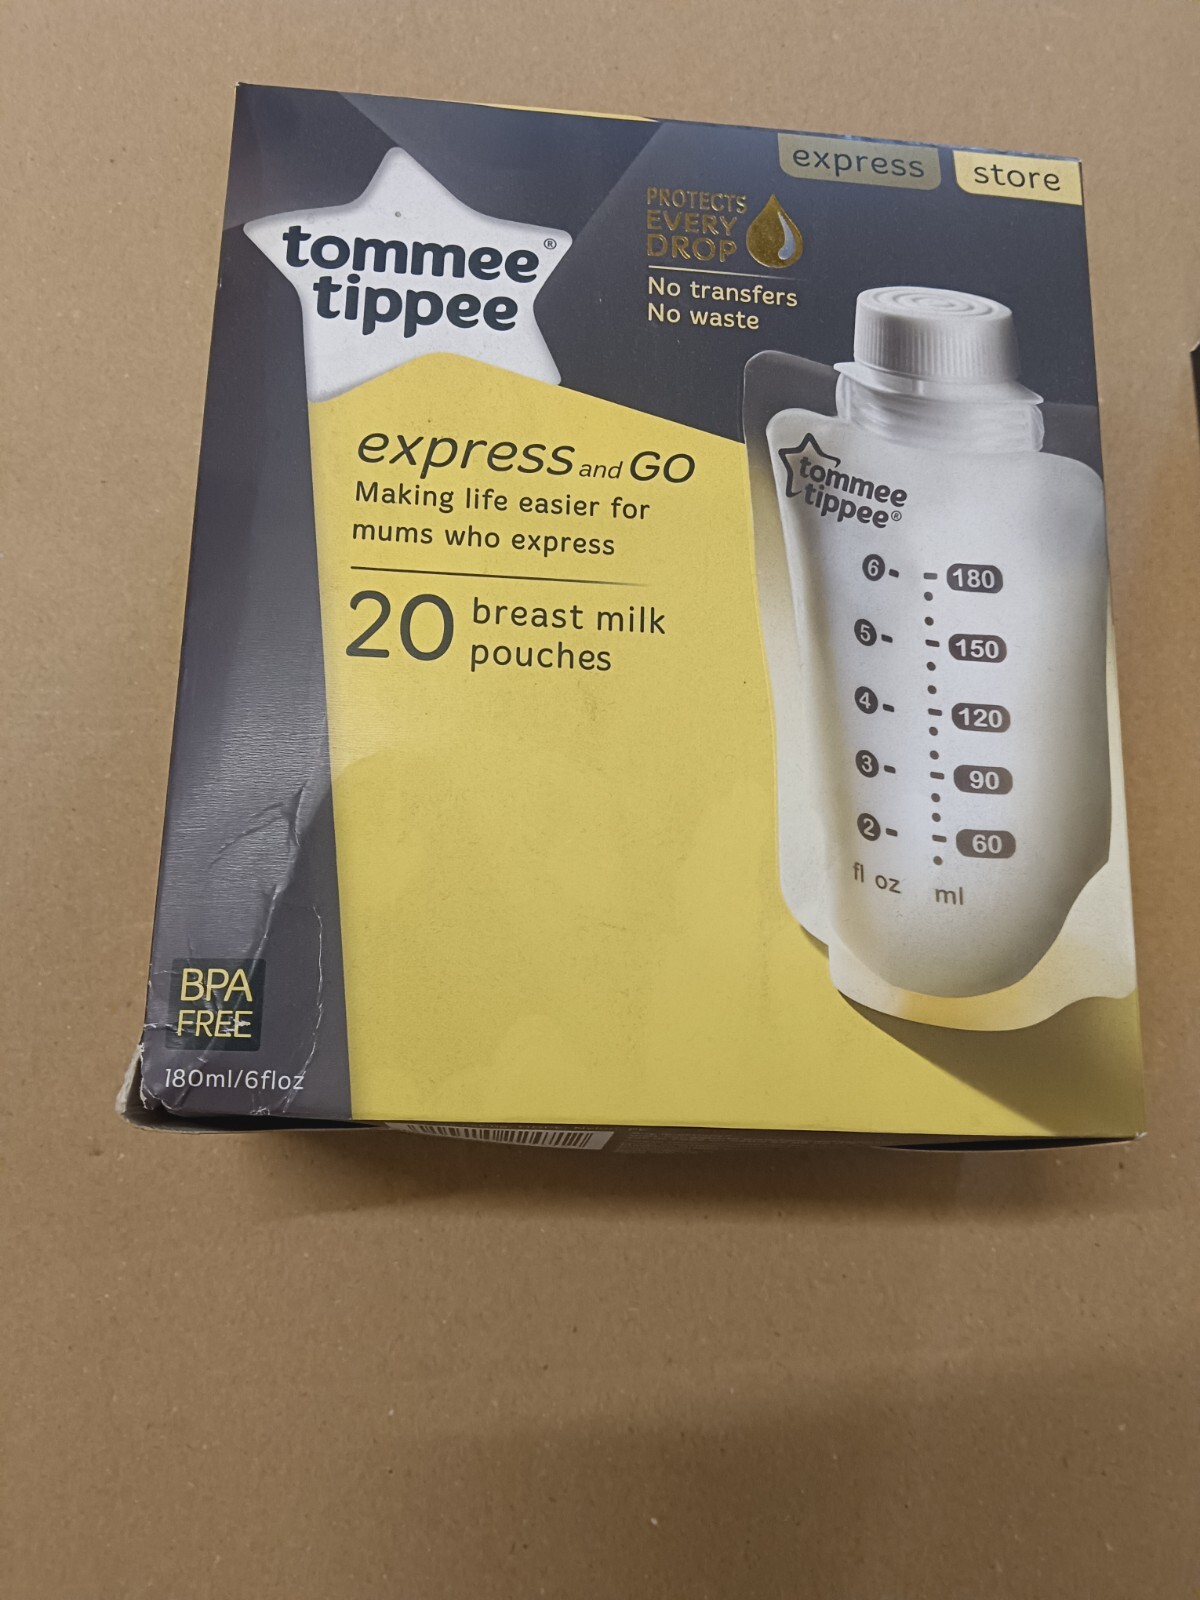 express store
PROTECTS
EVERY
DROP
No transfers
No waste
tommee®
tippee
express and GO
Making life easier for
mums who express
20 breast milk
pouches
tommee
tippee®
6 180
5 150
4 120
3 90
2 60
fl oz ml
BPA
FREE
180ml/6floz